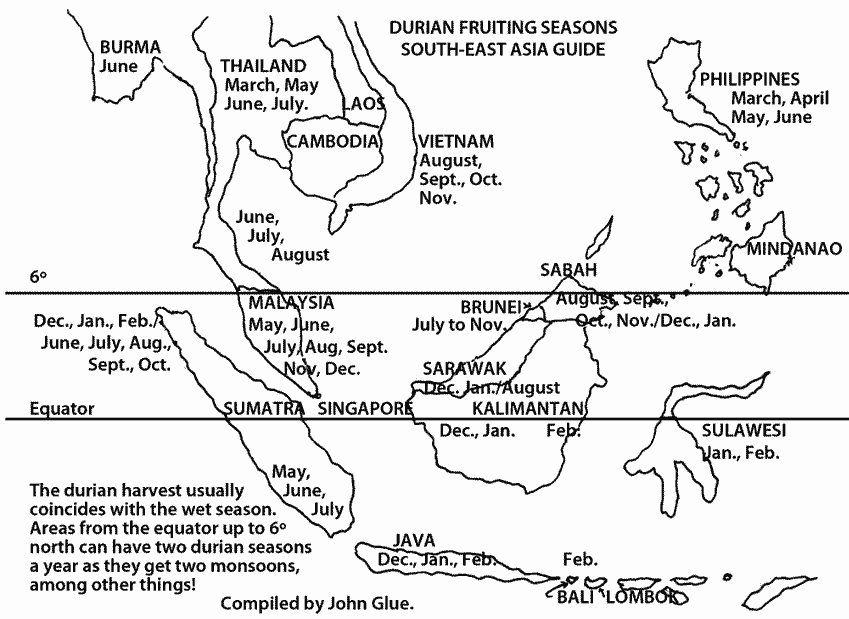 DURIAN FRUITING SEASONS
SOUTH-EAST ASIA GUIDE
BURMA
June
THAILAND
March, May
June, July.
LAOS
CAMBODIA
VIETNAM
August,
Sept., Oct.
Nov.
PHILIPPINES
March, April
May, June
June,
July,
August
MINDANAO
6º
SABAH
August, Sept.,
Oct., Nov./Dec., Jan.
BRUNEI
July to Nov.
MALAYSIA
May, June,
July, Aug, Sept.
Nov, Dec.
Dec., Jan., Feb./
June, July, Aug.,
Sept., Oct.
SARAWAK
Dec. Jan./August
Equator
SUMATRA
SINGAPORE
KALIMANTAN
Dec., Jan. Feb.
SULAWESI
Jan., Feb.
May,
June,
July
The durian harvest usually
coincides with the wet season.
Areas from the equator up to 6º
north can have two durian seasons
a year as they get two monsoons,
among other things!
JAVA
Dec., Jan., Feb.
Feb.
BALI
LOMBOK
Compiled by John Glue.